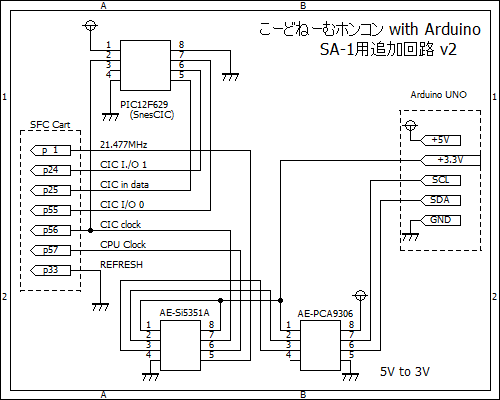 A
B
こーどねーむホンコン with Arduino
SA-1用追加回路 v2
1
2
3
4
8
7
6
5
PIC12F629
(SnesCIC)
1
1
Arduino UNO
+5V
+3.3V
SCL
SDA
GND
SFC Cart
p 1
21.477MHz
p24
CIC I./O 1
p25
CIC in data
p55
CIC I/O 0
p56
CIC clock
p57
CPU Clock
p33
REFRESH
2
2
AE-Si5351A
1
2
3
4
8
7
6
5
AE-PCA9306
1
2
3
4
8
7
6
5
5V to 3V
A
B